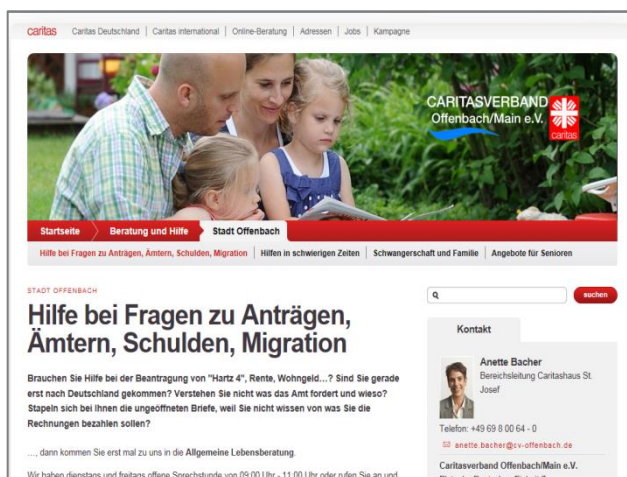 caritas Caritas Deutschland | Caritas international | Online-Beratung | Adressen | Jobs | Kampagne
CARITASVERBAND
Offenbach/Main e.V.
caritas
Startseite Beratung und Hilfe Stadt Offenbach
Hilfe bei Fragen zu Anträgen, Ämtern, Schulden, Migration | Hilfen in schwierigen Zeiten | Schwangerschaft und Familie | Angebote für Senioren
STADT OFFENBACH
Hilfe bei Fragen zu Anträgen,
Ämtern, Schulden, Migration
Brauchen Sie Hilfe bei der Beantragung von "Hartz 4", Rente, Wohngeld…? Sind Sie gerade
erst nach Deutschland gekommen? Verstehen Sie nicht was das Amt fordert und wieso?
Stapeln sich bei Ihnen die ungeöffneten Briefe, weil Sie nicht wissen von was Sie die
Rechnungen bezahlen sollen?
…, dann kommen Sie erst mal zu uns in die Allgemeine Lebensberatung.
Wir haben dienstags und freitags offene Sprechstunde von 09:00 Uhr - 11:00 Uhr oder rufen Sie an und
suchen
Kontakt
Anette Bacher
Bereichsleitung Caritashaus St.
Josef
Telefon: +49 69 8 00 64 - 0
anette.bacher@cv-offenbach.de
Caritasverband Offenbach/Main e.V.